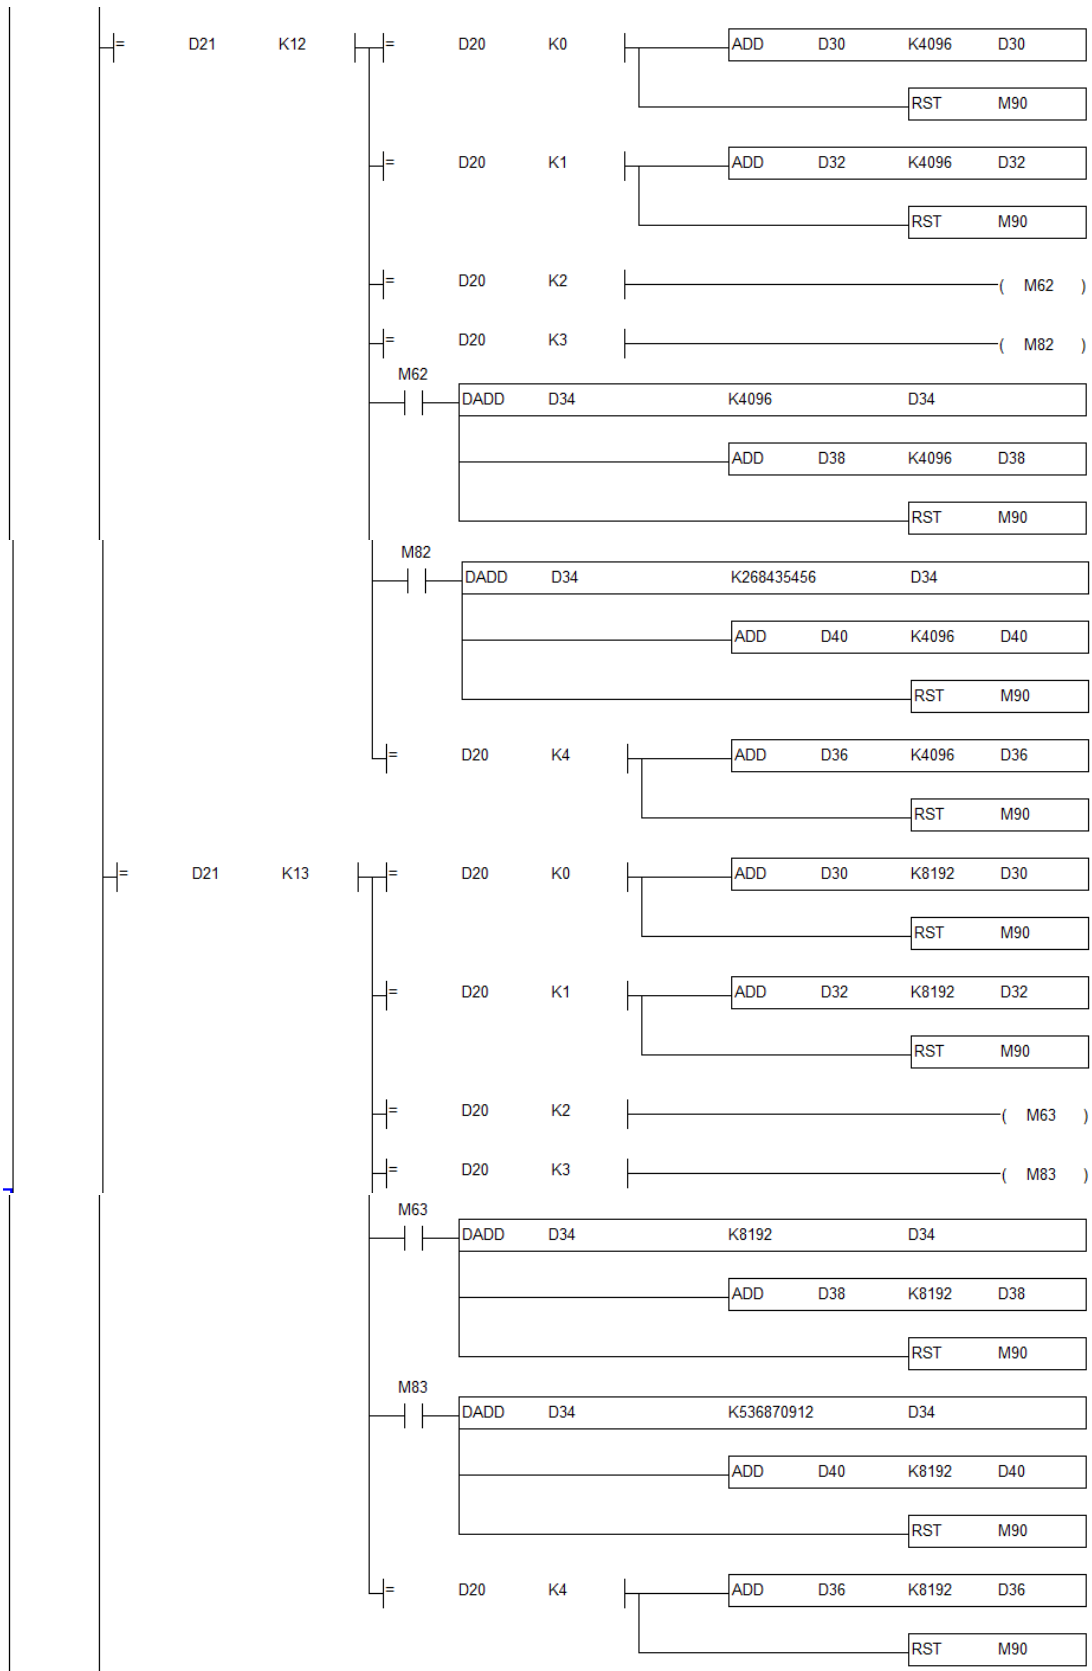 = D21 K12 = D20 K0 ADD D30 K4096 D30
RST M90
= D20 K1 ADD D32 K4096 D32
RST M90
= D20 K2 ( M62 )
= D20 K3 ( M82 )
M62
DADD D34 K4096 D34
ADD D38 K4096 D38
RST M90
M82
DADD D34 K268435456 D34
ADD D40 K4096 D40
RST M90
= D20 K4 ADD D36 K4096 D36
RST M90
= D21 K13 = D20 K0 ADD D30 K8192 D30
RST M90
= D20 K1 ADD D32 K8192 D32
RST M90
= D20 K2 ( M63 )
= D20 K3 ( M83 )
M63
DADD D34 K8192 D34
ADD D38 K8192 D38
RST M90
M83
DADD D34 K536870912 D34
ADD D40 K8192 D40
RST M90
= D20 K4 ADD D36 K8192 D36
RST M90